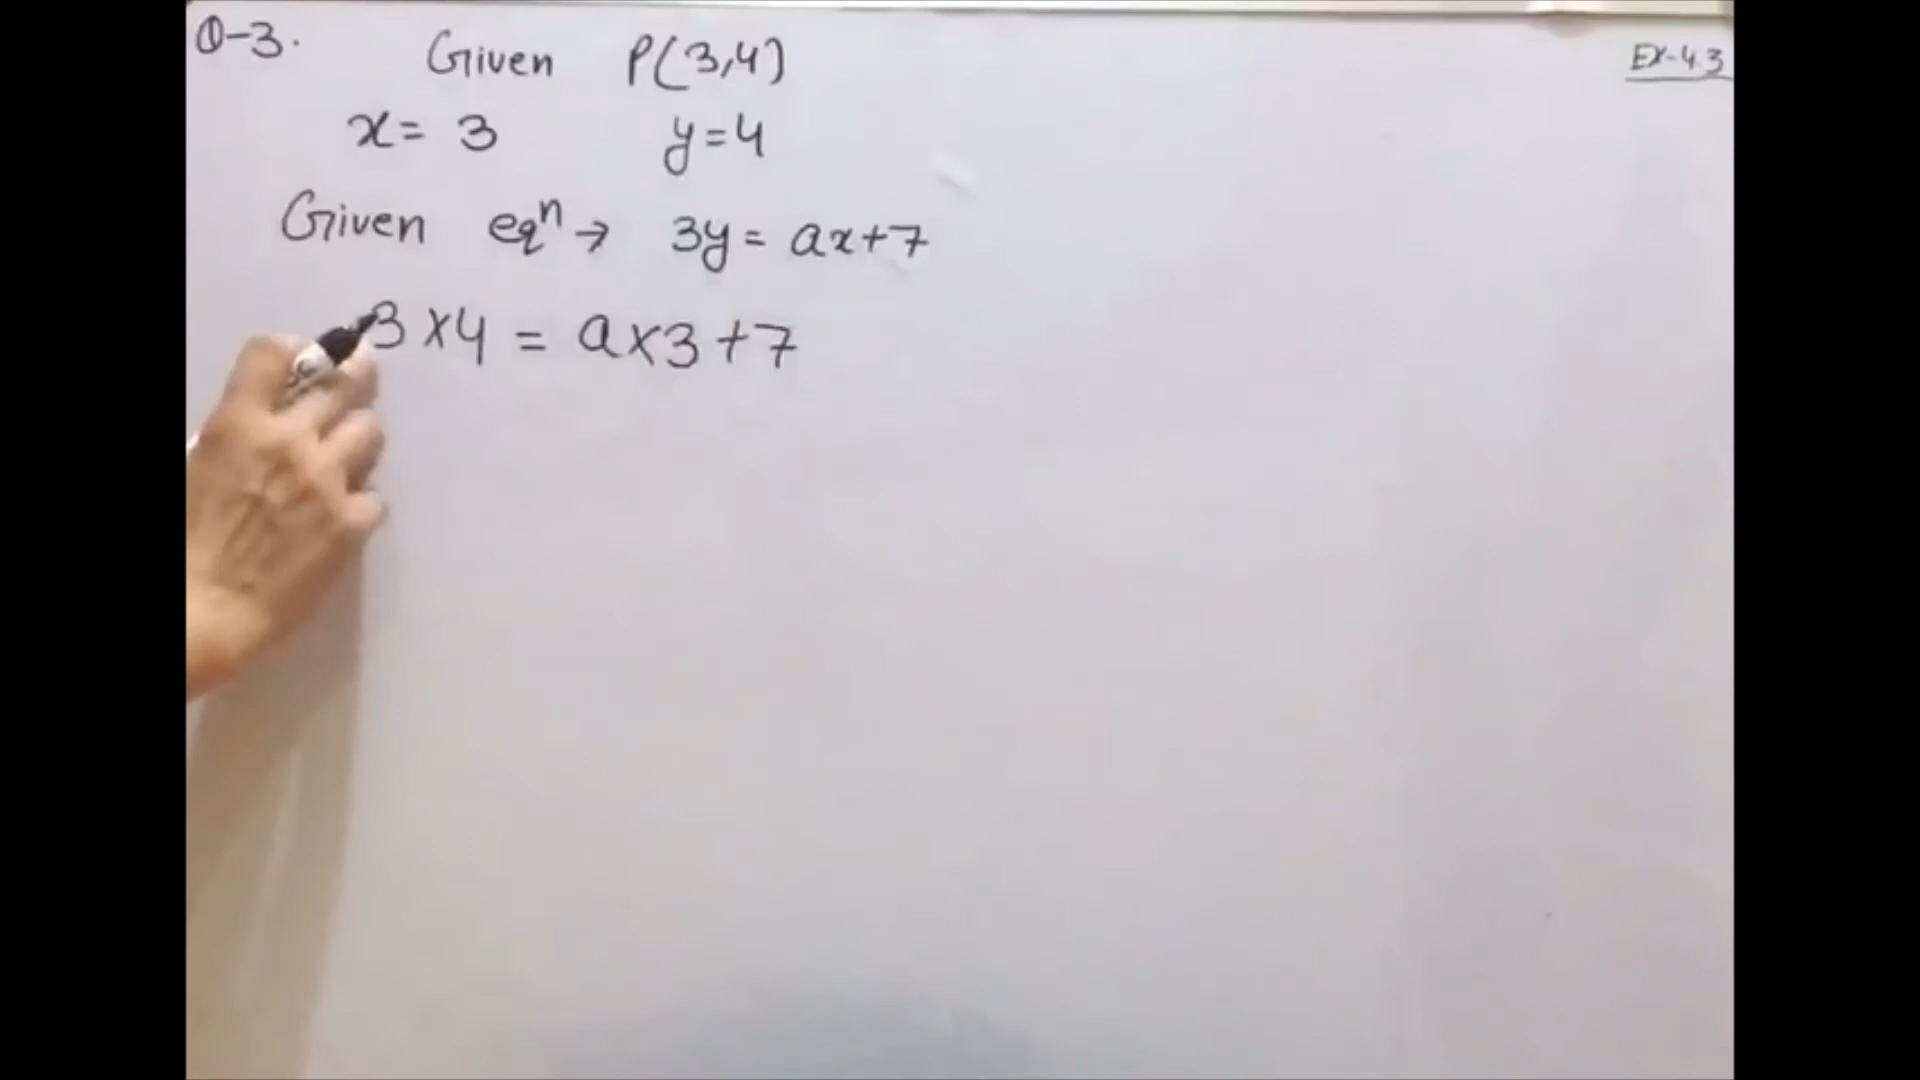 Q-3. Given P(3,4) Ex-4.3
x= 3 y=4
Given eqⁿ→ 3y= ax+7
3×4 = a×3+7